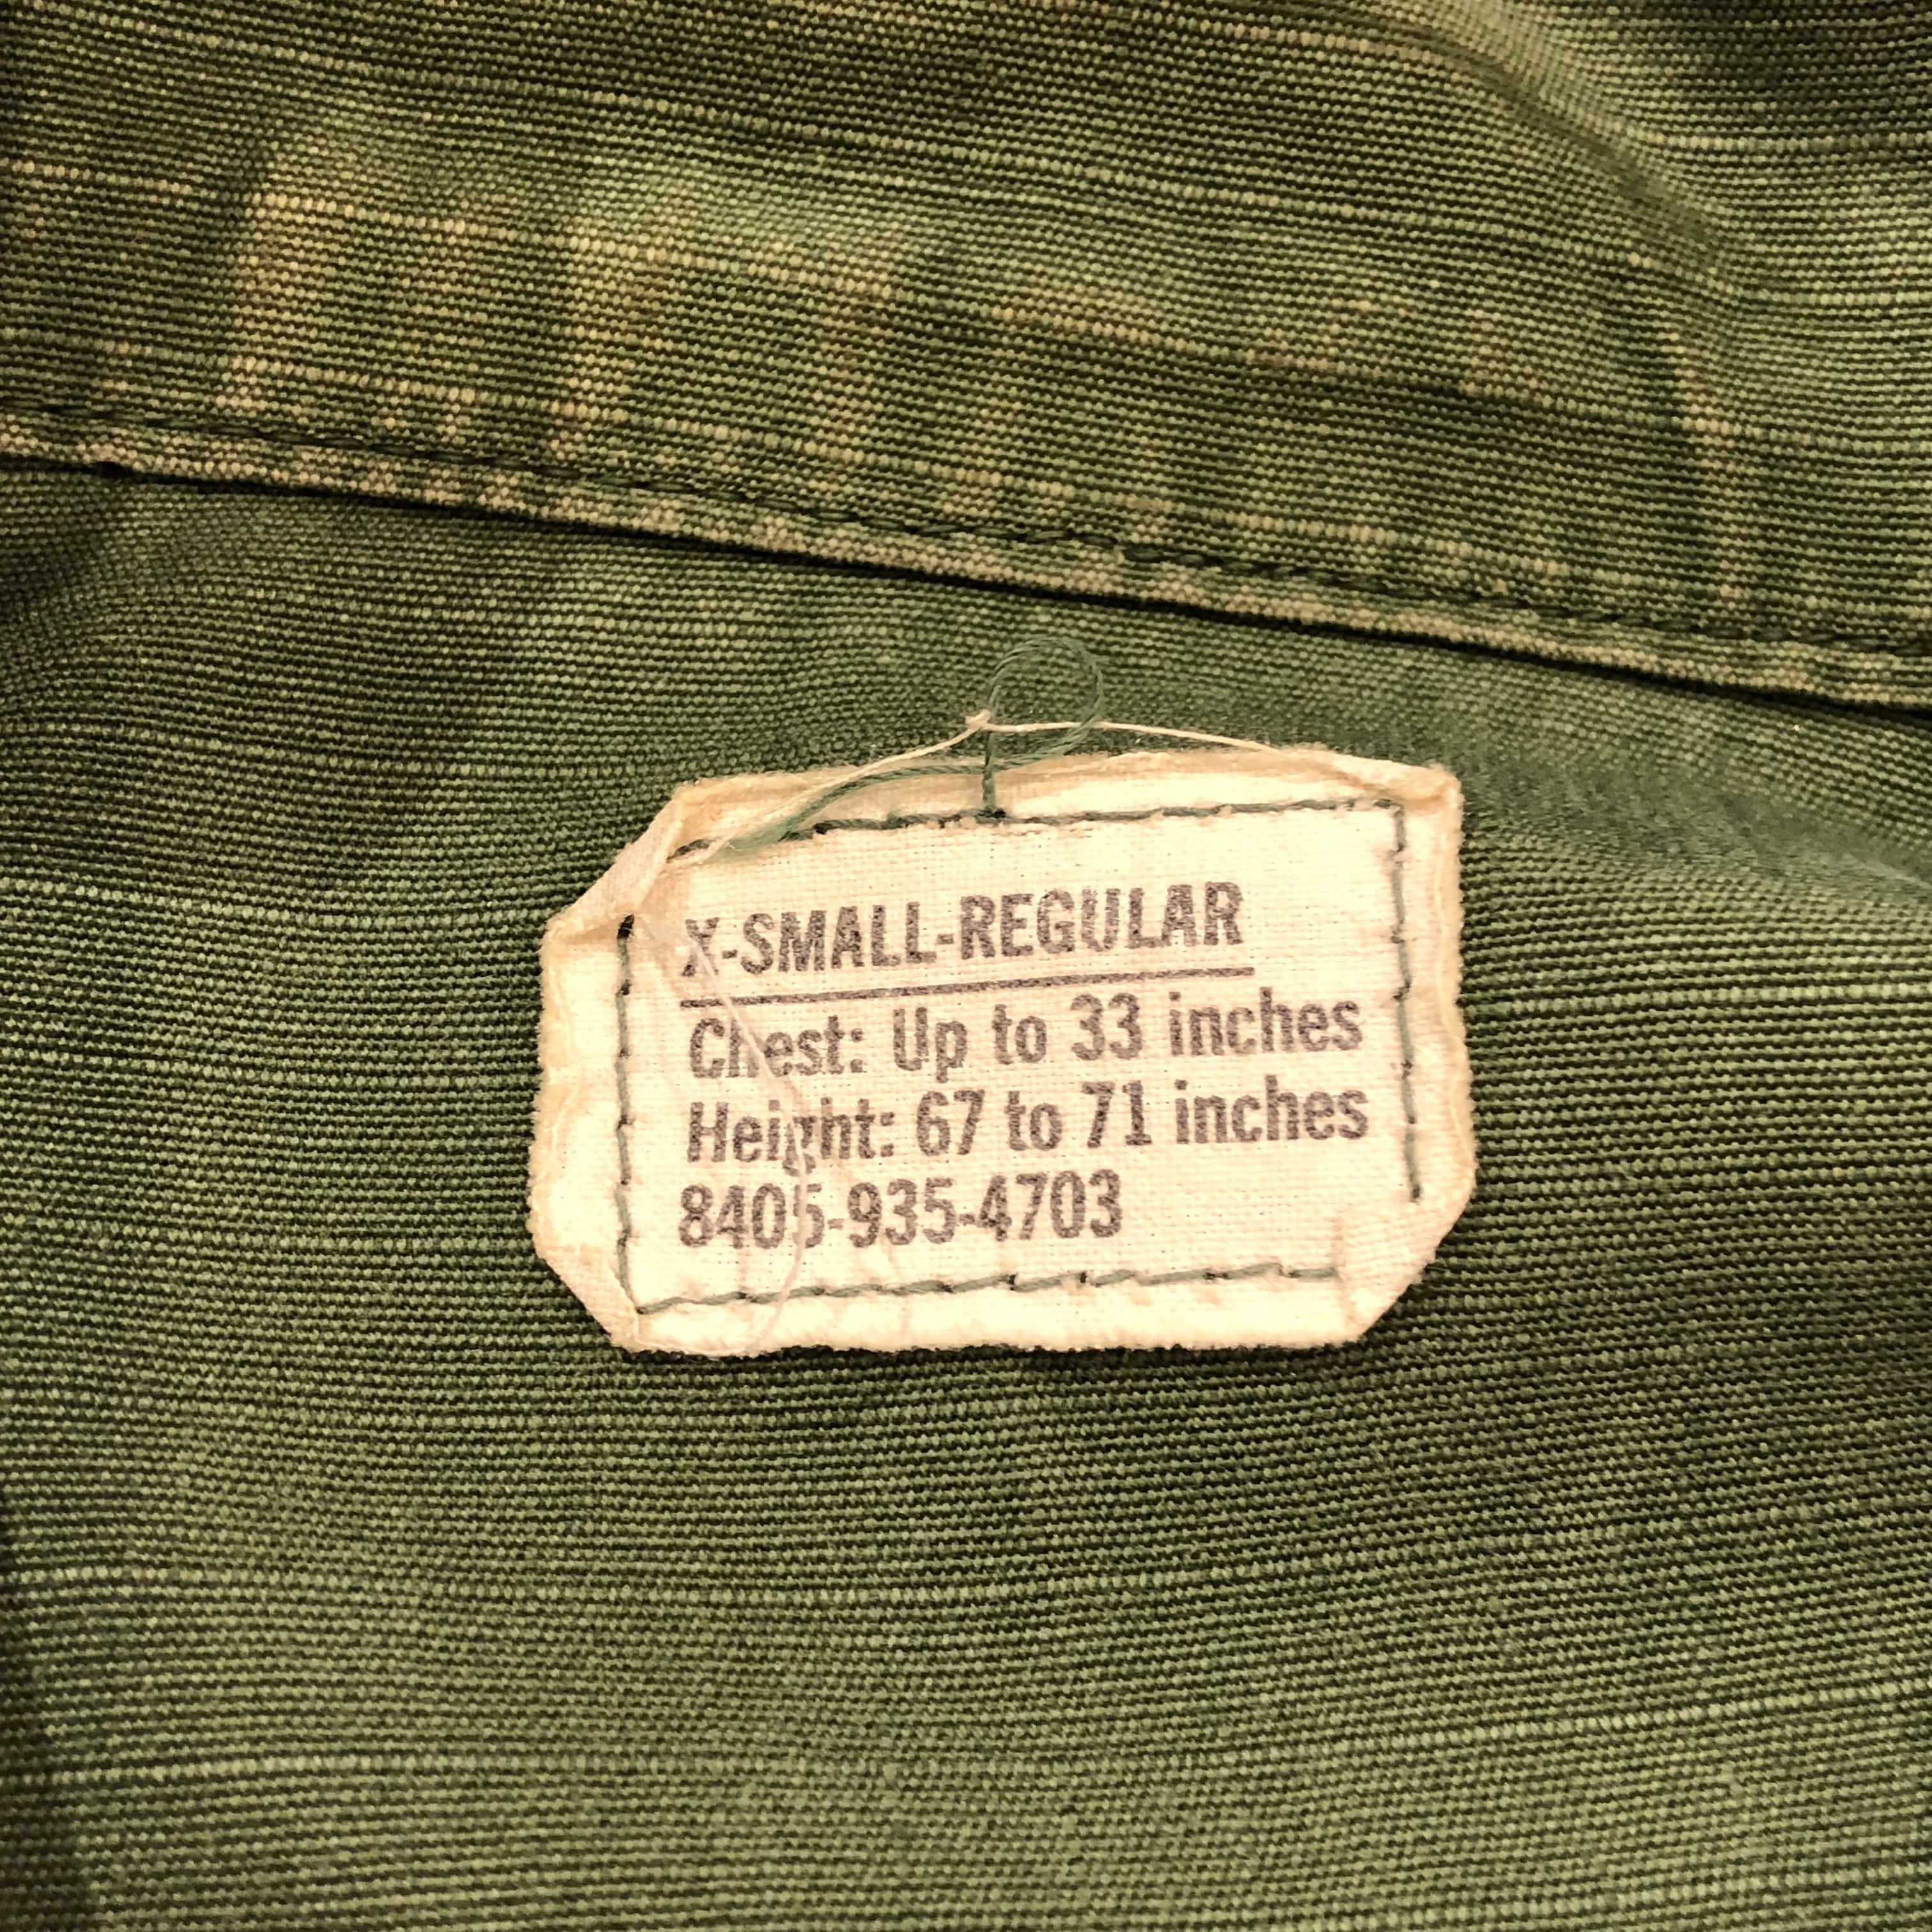 X-SMALL-REGULAR
Chest: Up to 33 inches
Height: 67 to 71 inches
8405-935-4703